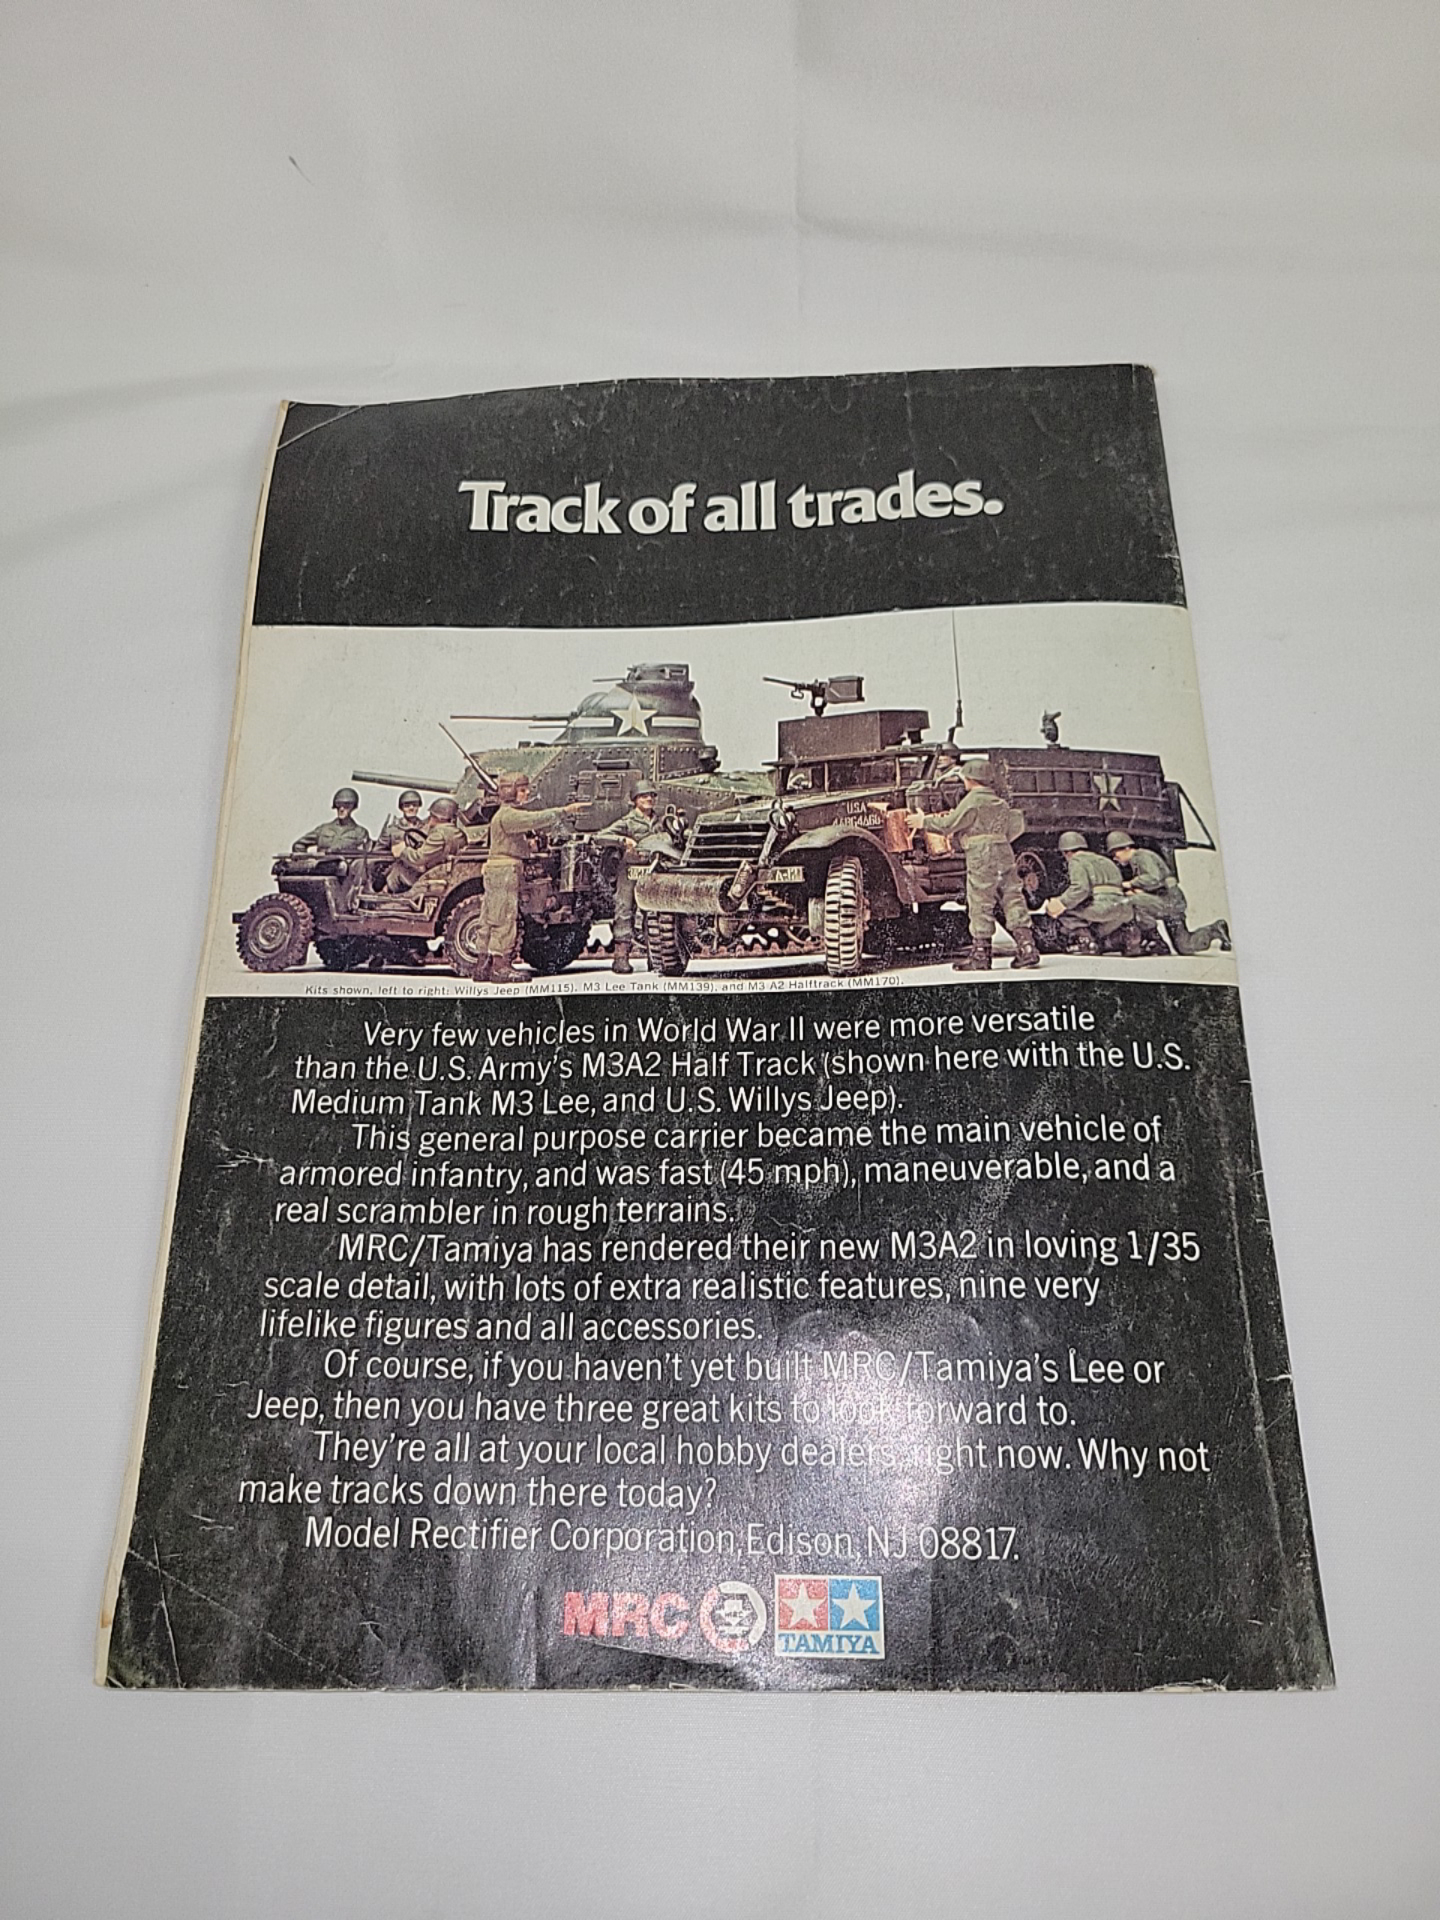 Track of all trades.
USA
Kits shown, left to right: Willys Jeep (MM115), M3 Lee Tank (MM139), and M3 A2 Halftrack (MM170).
Very few vehicles in World War II were more versatile
than the U.S. Army's M3A2 Half Track (shown here with the U.S.
Medium Tank M3 Lee, and U.S. Willys Jeep).
This general purpose carrier became the main vehicle of
armored infantry, and was fast (45 mph), maneuverable, and a
real scrambler in rough terrains.
MRC/Tamiya has rendered their new M3A2 in loving 1/35
scale detail, with lots of extra realistic features, nine very
lifelike figures and all accessories.
Of course, if you haven't yet built MRC/Tamiya's Lee or
Jeep, then you have three great kits to look forward to.
They're all at your local hobby dealers, right now. Why not
make tracks down there today?
Model Rectifier Corporation, Edison, NJ 08817.
MRC
TAMIYA